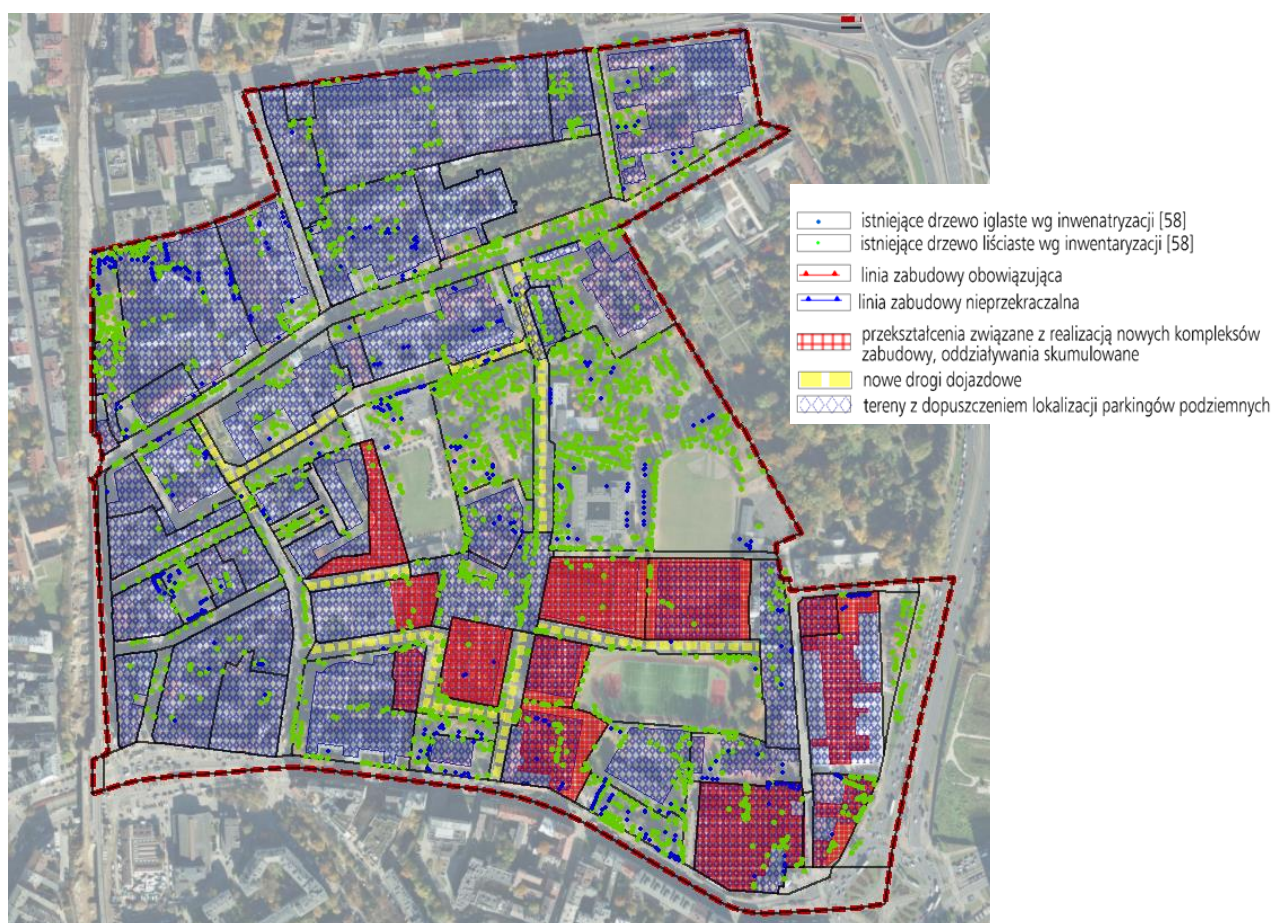 istniejące drzewo iglaste wg inwenatryzacji [58]
istniejące drzewo liściaste wg inwentaryzacji [58]
linia zabudowy obowiązująca
linia zabudowy nieprzekraczalna
przekształcenia związane z realizacją nowych kompleksów
zabudowy, oddziaływania skumulowane
nowe drogi dojazdowe
tereny z dopuszczeniem lokalizacji parkingów podziemnych